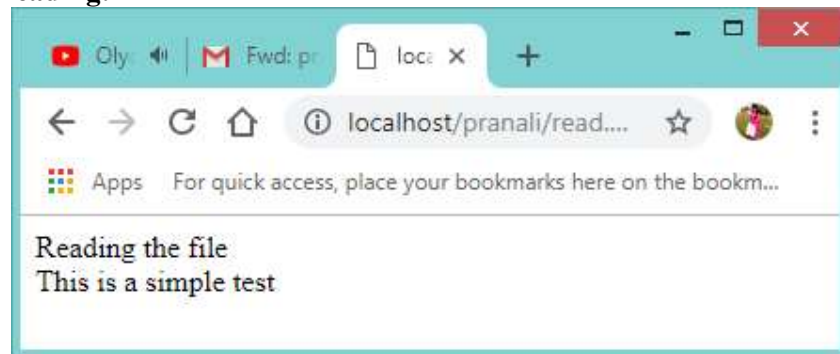 Oly
Fwd: pr
loca
localhost/pranali/read....
Apps For quick access, place your bookmarks here on the bookm...
Reading the file
This is a simple test